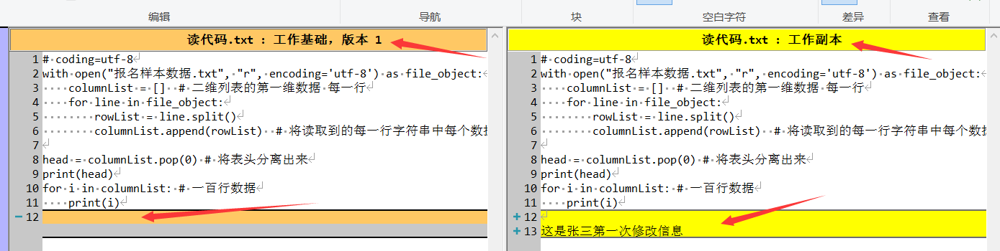 编辑 导航 块 空白字符 差异 查看
读代码.txt : 工作基础，版本 1
1 # coding=utf-8
2 with open("报名样本数据.txt", "r", encoding='utf-8') as file_object:
3 columnList = [] # 二维列表的第一维数据 每一行
4 for line in file_object:
5 rowList = line.split()
6 columnList.append(rowList) # 将读取到的每一行字符串中每个数据
7
8 head = columnList.pop(0) # 将表头分离出来
9 print(head)
10 for i in columnList: # 一百行数据
11 print(i)
12
读代码.txt : 工作副本
1 # coding=utf-8
2 with open("报名样本数据.txt", "r", encoding='utf-8') as file_object:
3 columnList = [] # 二维列表的第一维数据 每一行
4 for line in file_object:
5 rowList = line.split()
6 columnList.append(rowList) # 将读取到的每一行字符串中每个数据
7
8 head = columnList.pop(0) # 将表头分离出来
9 print(head)
10 for i in columnList: # 一百行数据
11 print(i)
12
13 这是张三第一次修改信息